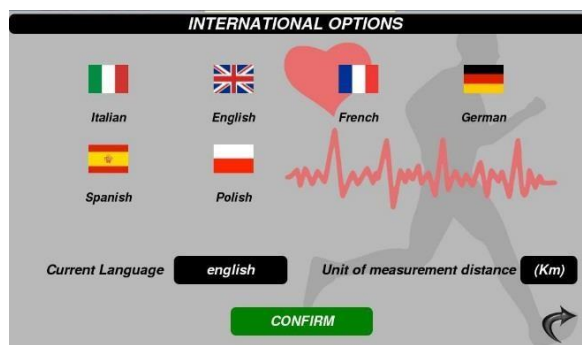 INTERNATIONAL OPTIONS
Italian English French German
Spanish Polish
Current Language english Unit of measurement distance (Km)
CONFIRM